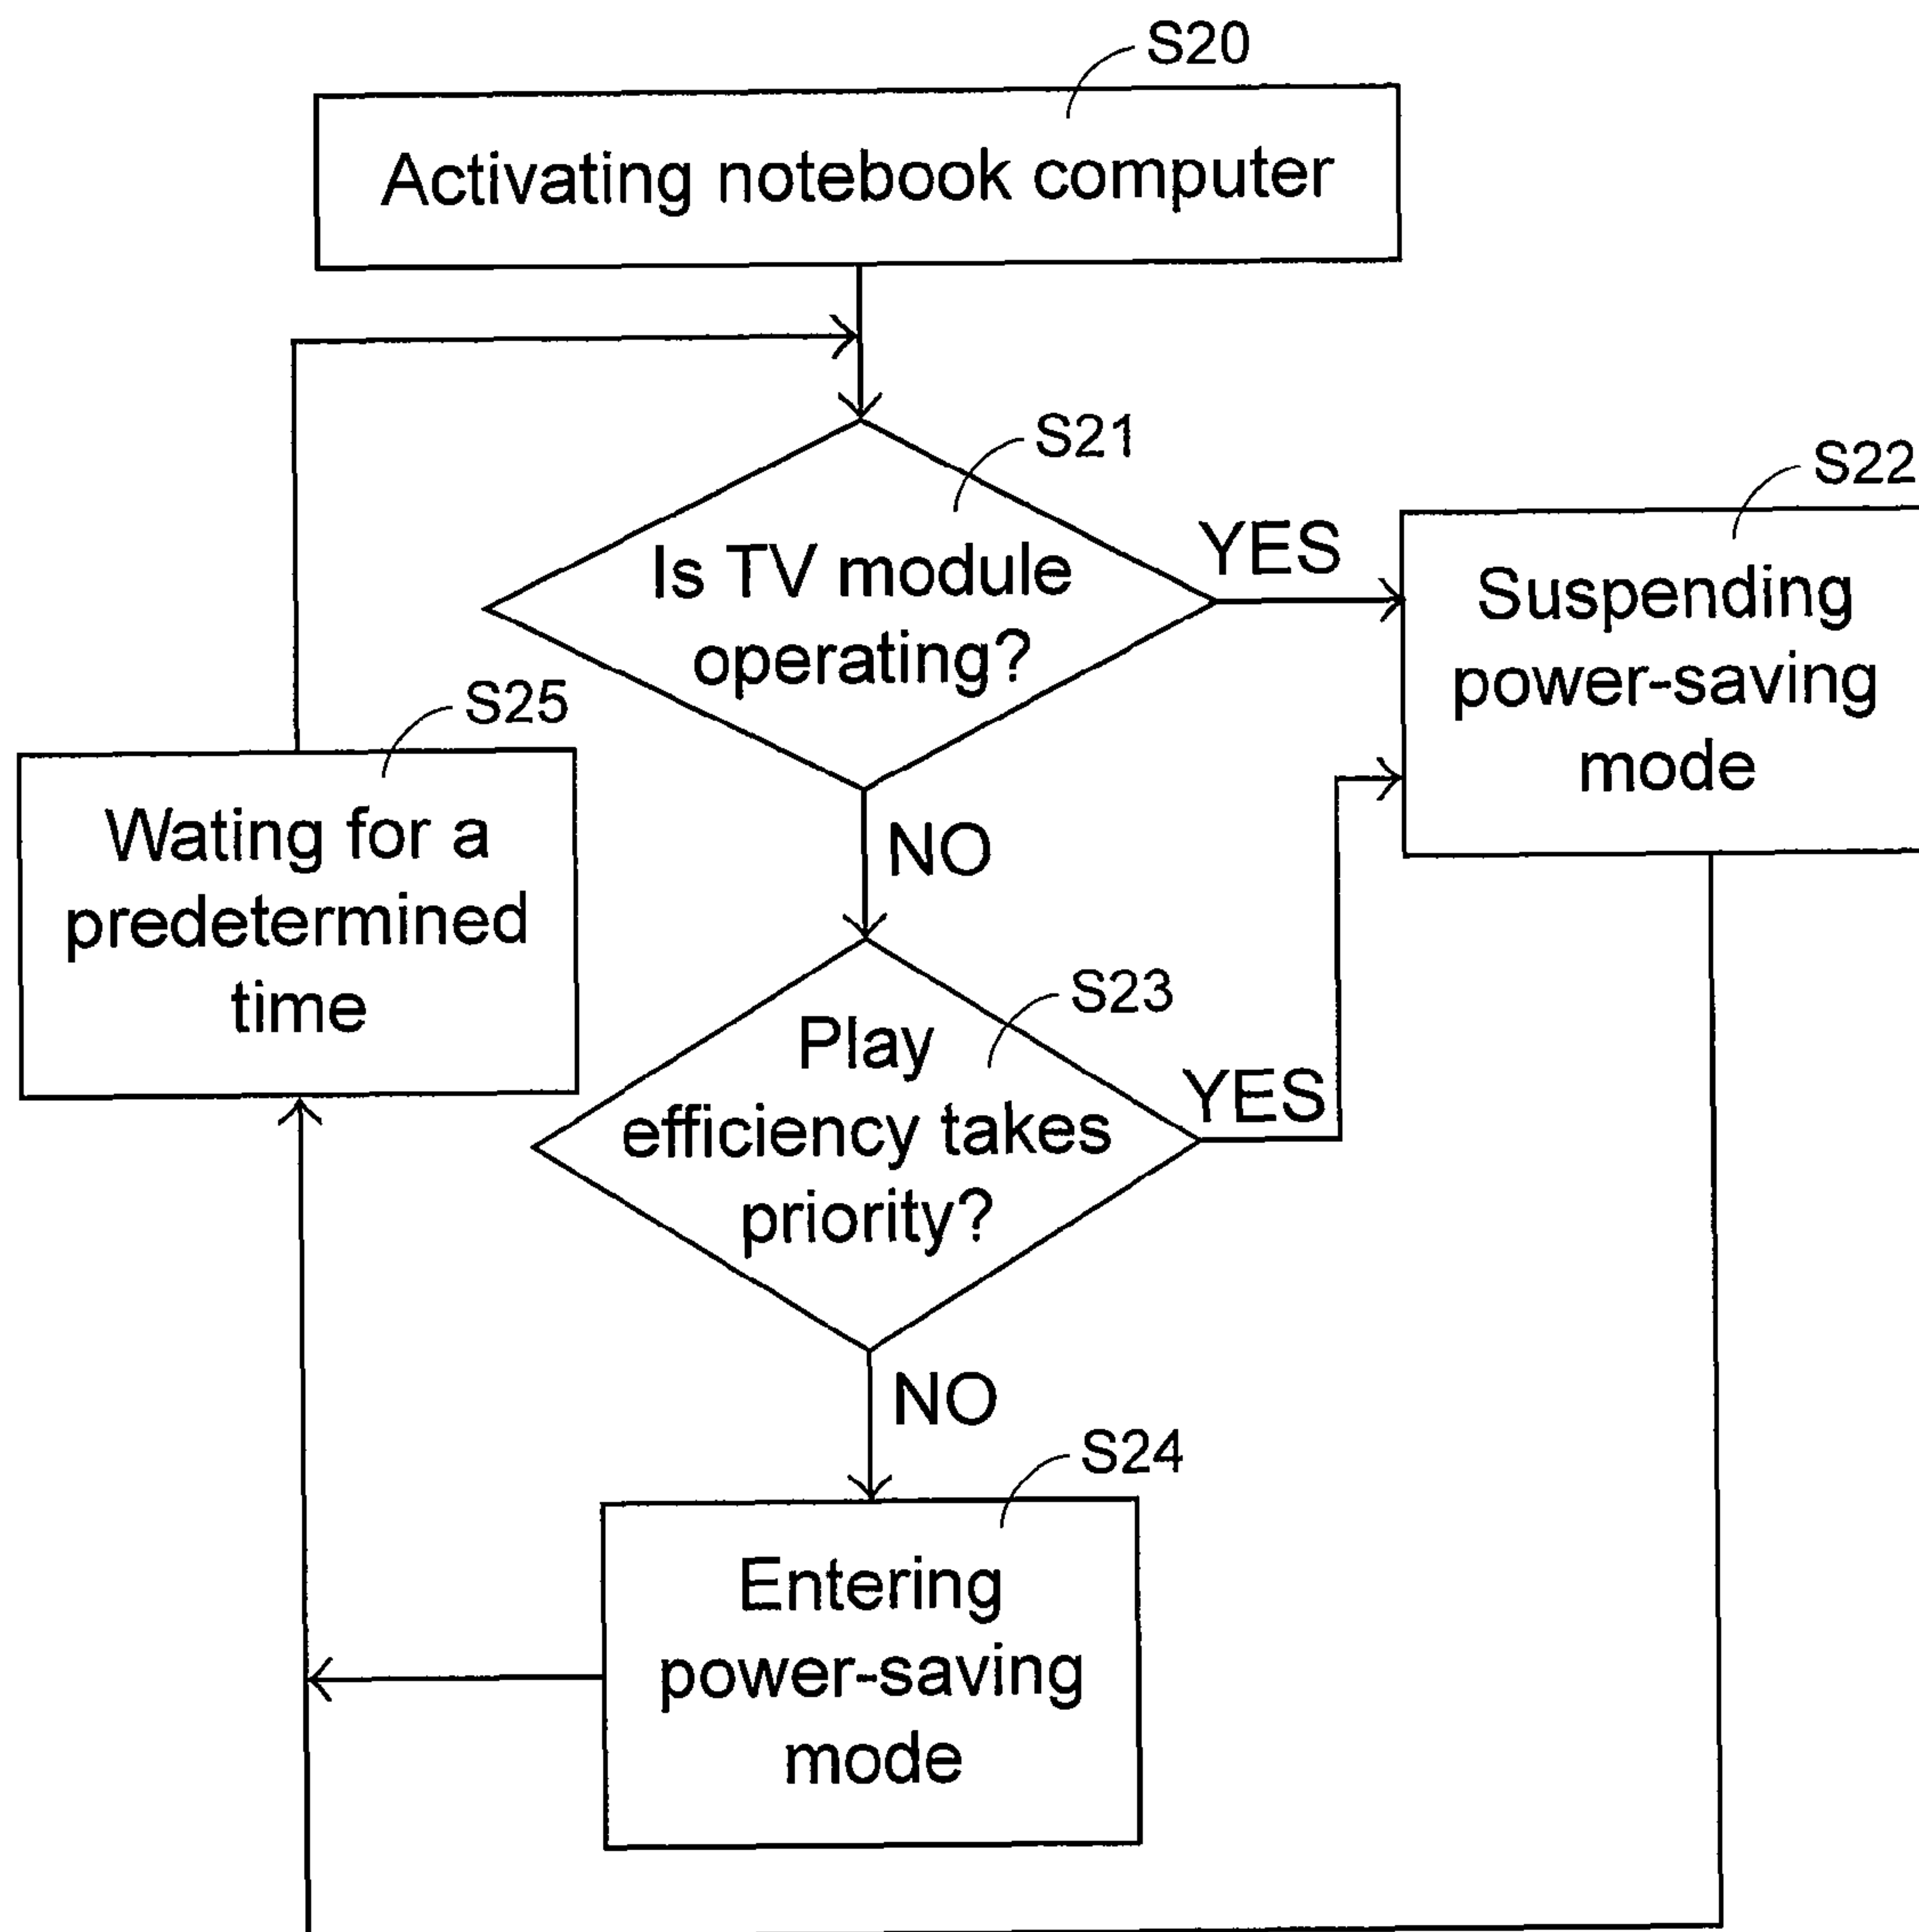 S20
Activating notebook computer
S21
Is TV module
operating?
YES
S22
Suspending
power-saving
mode
NO
S25
Wating for a
predetermined
time
S23
Play
efficiency takes
priority?
YES
NO
S24
Entering
power-saving
mode